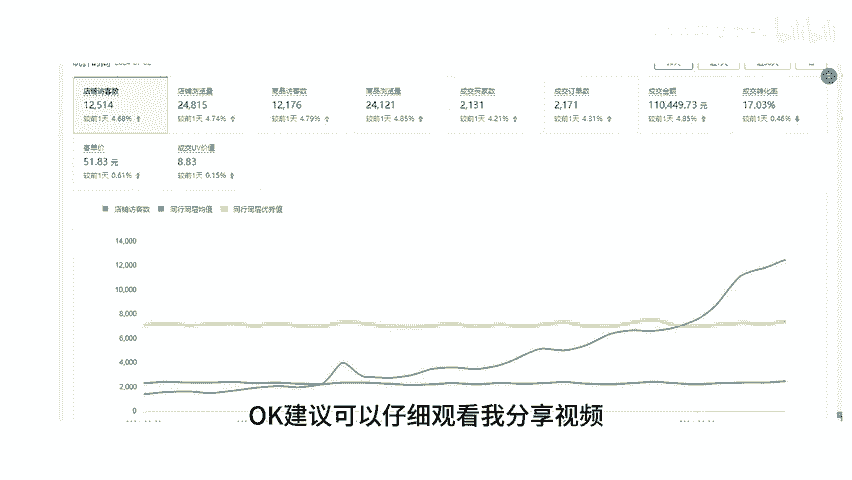 店铺访客数 店铺浏览量 商品访客数 商品浏览量 成交买家数 成交订单数 成交金额 成交转化率
12,514 24,815 12,176 24,121 2,131 2,171 110,449.73 元 17.03%
较前1天 4.68% 较前1天 4.74% 较前1天 4.79% 较前1天 4.85% 较前1天 4.21% 较前1天 4.31% 较前1天 4.85% 较前1天 0.46%
客单价 成交UV价值
51.83 元 8.83
较前1天 0.61% 较前1天 0.15%
店铺访客数 同行同层均值 同行同层优秀值
14,000
12,000
10,000
8,000
6,000
4,000
2,000
0
OK建议可以仔细观看我分享视频